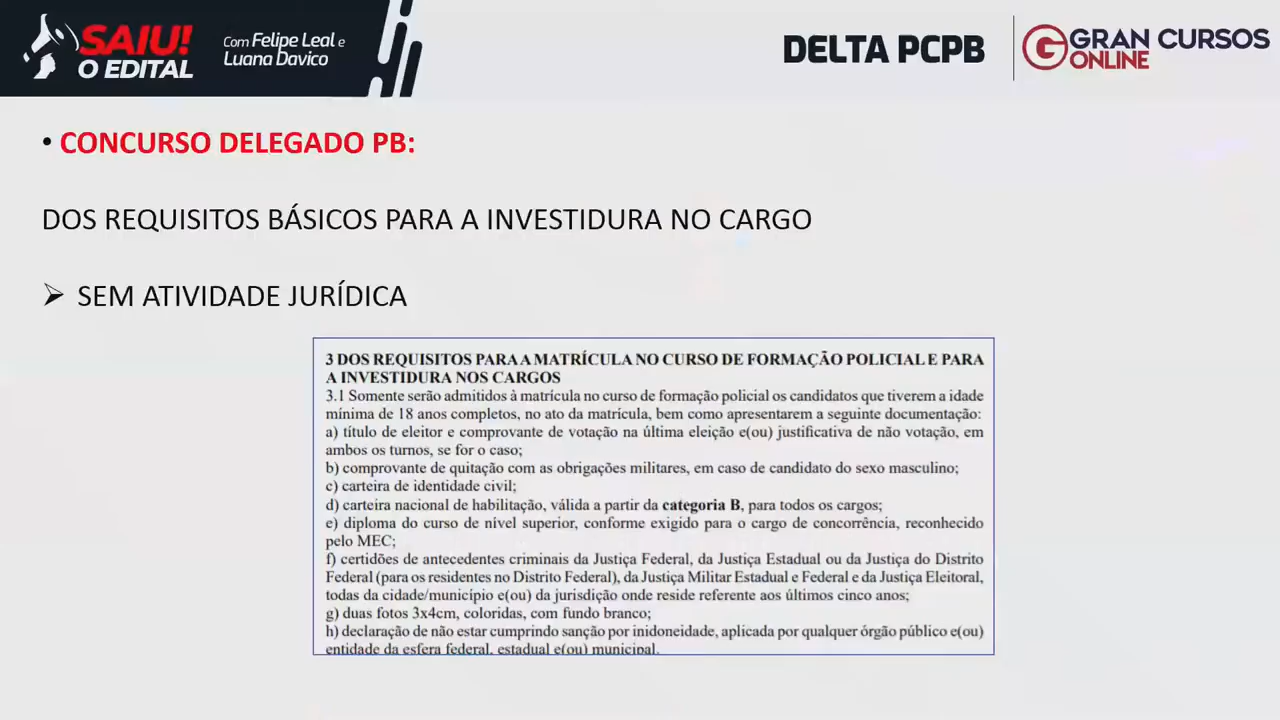 SAIU!
O EDITAL
Com Felipe Leal e
Luana Davico
DELTA PCPB
G GRAN CURSOS
ONLINE
• CONCURSO DELEGADO PB:
DOS REQUISITOS BÁSICOS PARA A INVESTIDURA NO CARGO
➢ SEM ATIVIDADE JURÍDICA
3 DOS REQUISITOS PARA A MATRÍCULA NO CURSO DE FORMAÇÃO POLICIAL E PARA
A INVESTIDURA NOS CARGOS
3.1 Somente serão admitidos à matrícula no curso de formação policial os candidatos que tiverem a idade
mínima de 18 anos completos, no ato da matrícula, bem como apresentarem a seguinte documentação:
a) título de eleitor e comprovante de votação na última eleição e(ou) justificativa de não votação, em
ambos os turnos, se for o caso;
b) comprovante de quitação com as obrigações militares, em caso de candidato do sexo masculino;
c) carteira de identidade civil;
d) carteira nacional de habilitação, válida a partir da categoria B, para todos os cargos;
e) diploma do curso de nível superior, conforme exigido para o cargo de concorrência, reconhecido
pelo MEC;
f) certidões de antecedentes criminais da Justiça Federal, da Justiça Estadual ou da Justiça do Distrito
Federal (para os residentes no Distrito Federal), da Justiça Militar Estadual e Federal e da Justiça Eleitoral,
todas da cidade/município e(ou) da jurisdição onde reside referente aos últimos cinco anos;
g) duas fotos 3x4cm, coloridas, com fundo branco;
h) declaração de não estar cumprindo sanção por inidoneidade, aplicada por qualquer órgão público e(ou)
entidade da esfera federal, estadual e(ou) municipal.